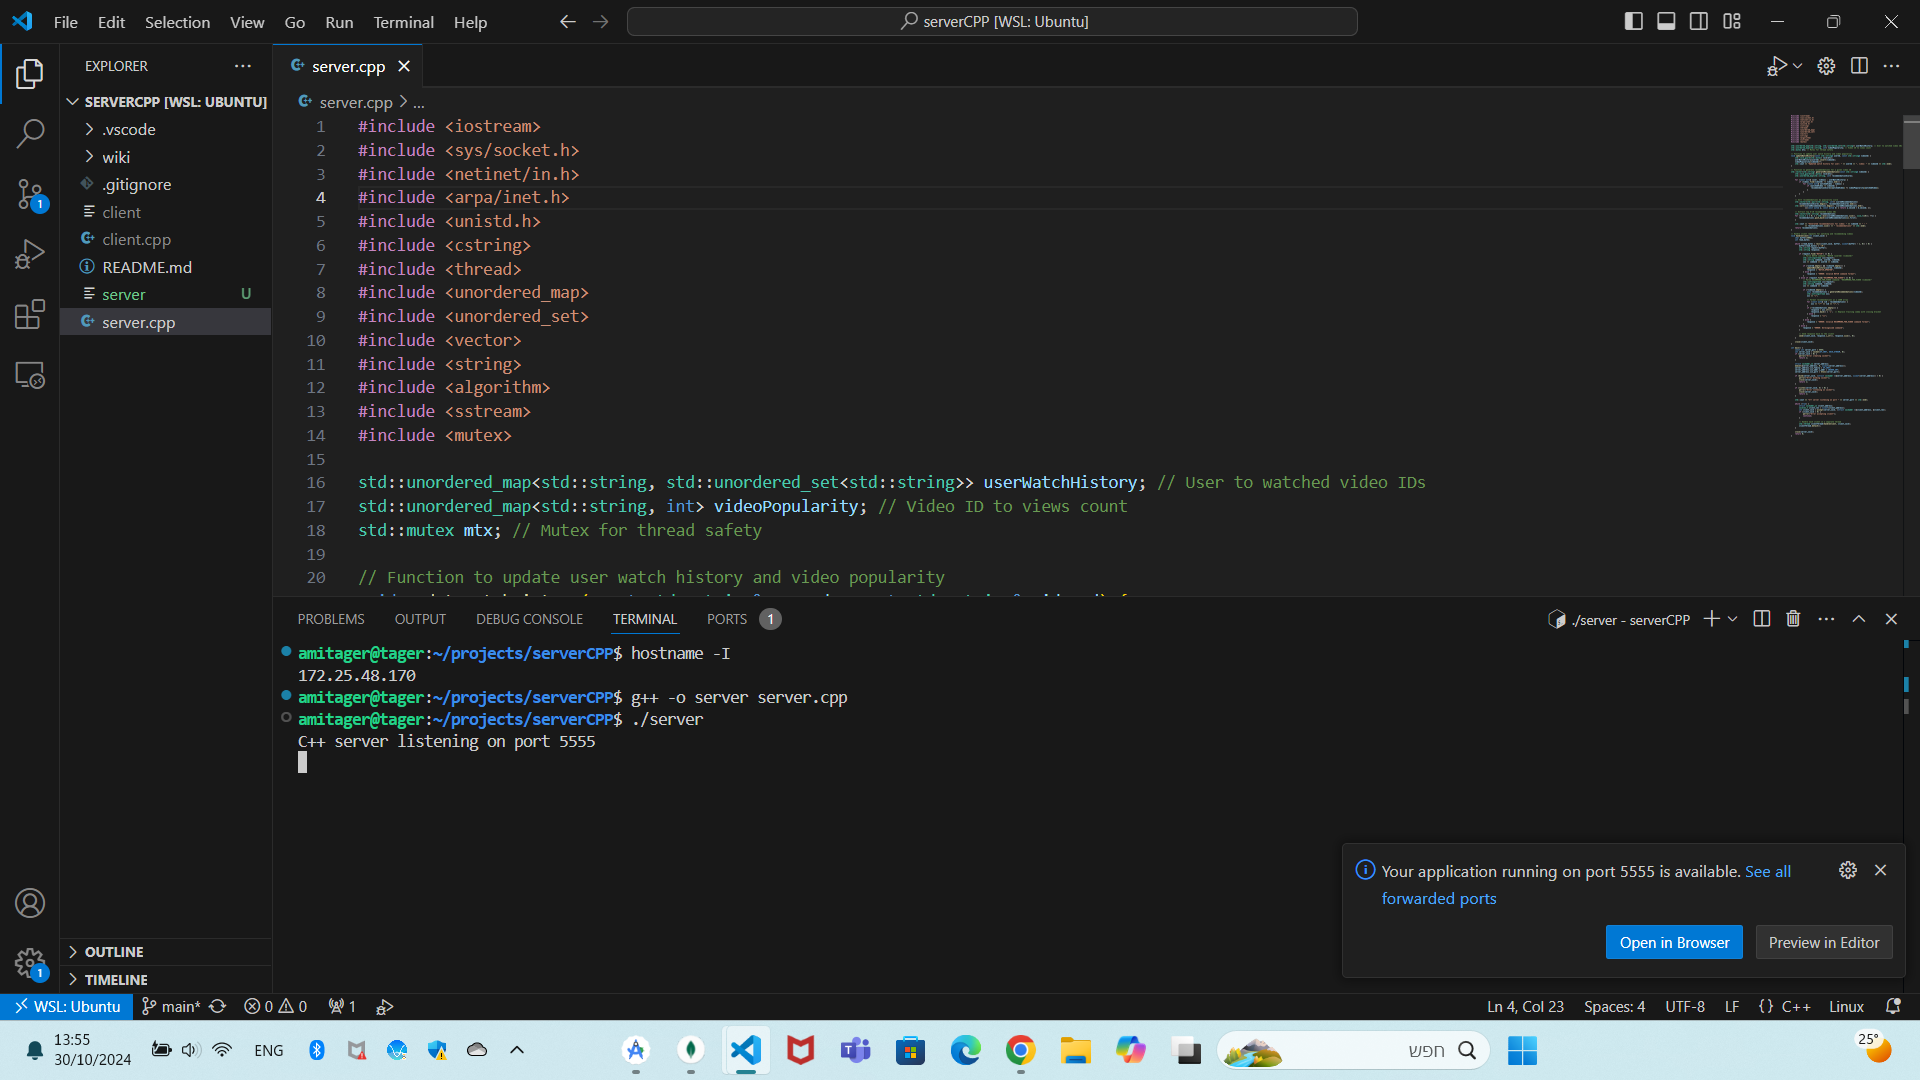 File Edit Selection View Go Run Terminal Help
serverCPP [WSL: Ubuntu]
EXPLORER
SERVERCPP [WSL: UBUNTU]
.vscode
wiki
.gitignore
client
client.cpp
README.md
server U
server.cpp
OUTLINE
TIMELINE
server.cpp
server.cpp > ...
1 #include <iostream>
2 #include <sys/socket.h>
3 #include <netinet/in.h>
4 #include <arpa/inet.h>
5 #include <unistd.h>
6 #include <cstring>
7 #include <thread>
8 #include <unordered_map>
9 #include <unordered_set>
10 #include <vector>
11 #include <string>
12 #include <algorithm>
13 #include <sstream>
14 #include <mutex>
15
16 std::unordered_map<std::string, std::unordered_set<std::string>> userWatchHistory; // User to watched video IDs
17 std::unordered_map<std::string, int> videoPopularity; // Video ID to views count
18 std::mutex mtx; // Mutex for thread safety
19
20 // Function to update user watch history and video popularity
PROBLEMS OUTPUT DEBUG CONSOLE TERMINAL PORTS 1
./server - serverCPP
amitager@tager:~/projects/serverCPP$ hostname -I
172.25.48.170
amitager@tager:~/projects/serverCPP$ g++ -o server server.cpp
amitager@tager:~/projects/serverCPP$ ./server
C++ server listening on port 5555
Your application running on port 5555 is available. See all
forwarded ports
Open in Browser Preview in Editor
1
1
WSL: Ubuntu main* 0 0 1
Ln 4, Col 23 Spaces: 4 UTF-8 LF {} C++ Linux
13:55
30/10/2024
ENG
חפש
25°